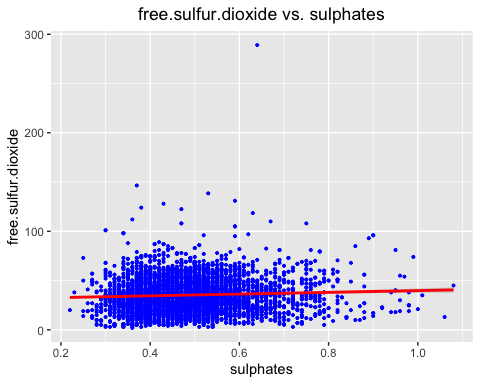 free.sulfur.dioxide vs. sulphates
free.sulfur.dioxide
300
200
100
0
0.2 0.4 0.6 0.8 1.0
sulphates